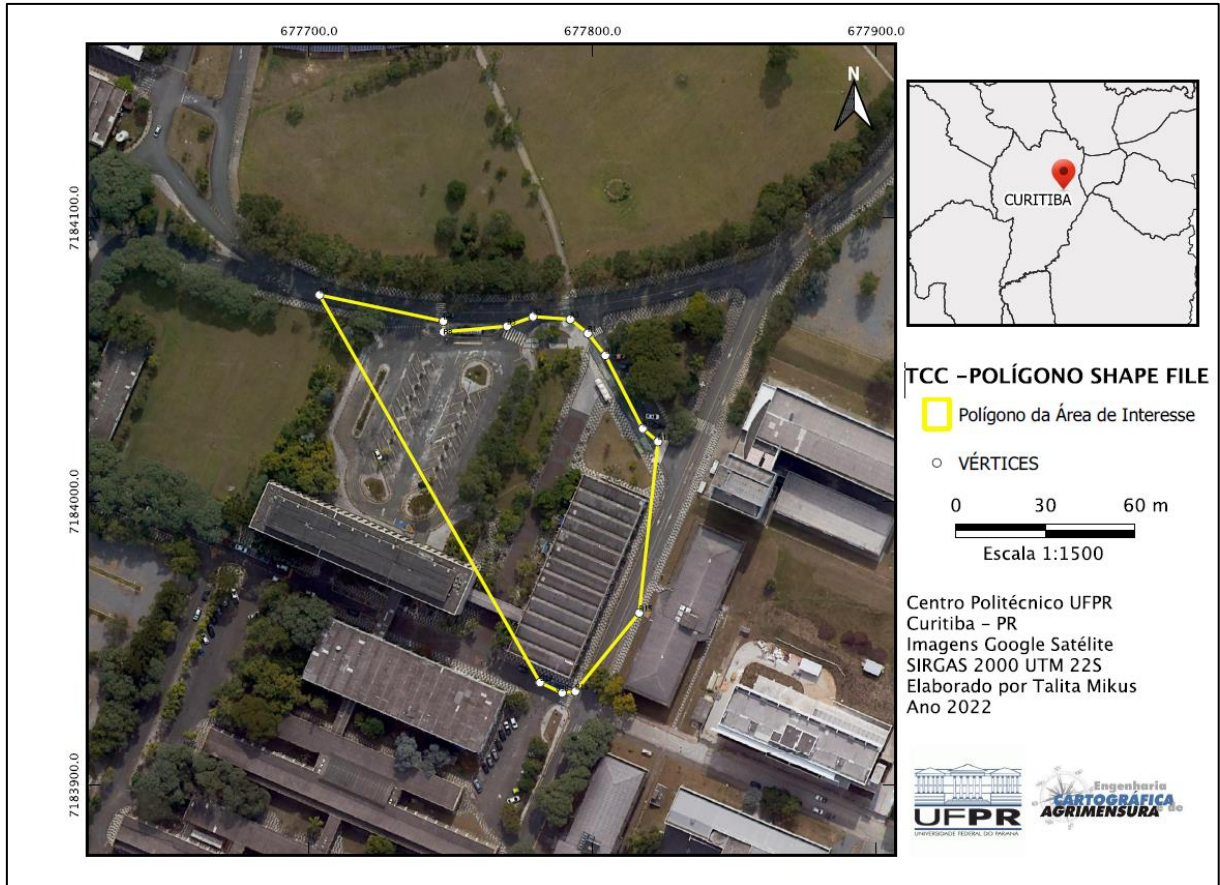 677700.0
677800.0
677900.0
7184100.0
7184000.0
7183900.0
N
CURITIBA
TCC -POLÍGONO SHAPE FILE
Polígono da Área de Interesse
VÉRTICES
0 30 60 m
Escala 1:1500
Centro Politécnico UFPR
Curitiba - PR
Imagens Google Satélite
SIRGAS 2000 UTM 22S
Elaborado por Talita Mikus
Ano 2022
UFPR
UNIVERSIDADE FEDERAL DO PARANÁ
Engenharia
CARTOGRÁFICA
e de
AGRIMENSURA